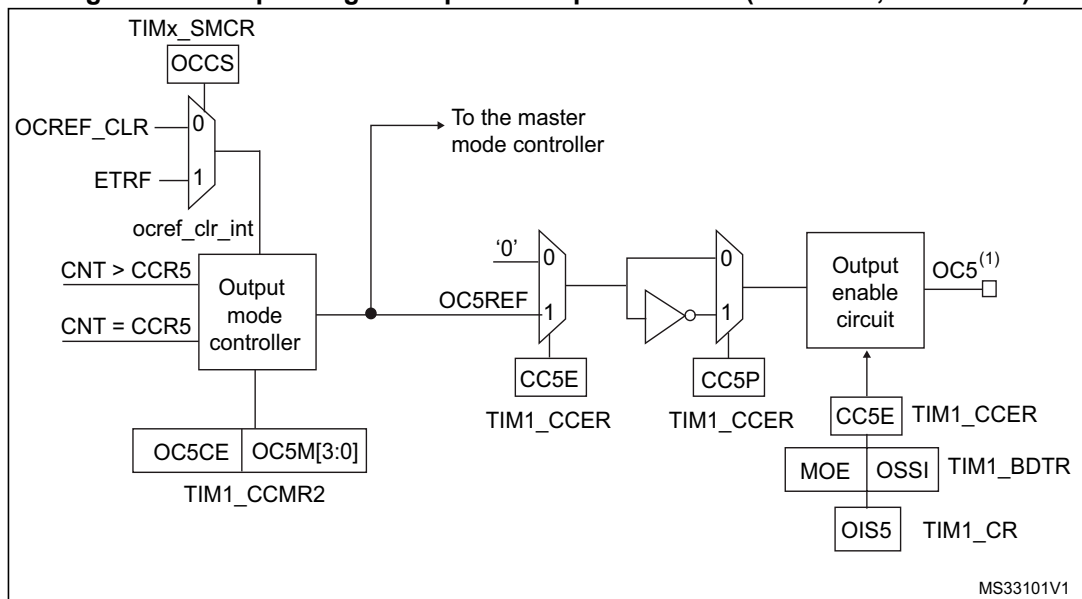 TIMx_SMCR
OCCS
OCREF_CLR
0
ETRF
1
ocref_clr_int
To the master
mode controller
CNT > CCR5
CNT = CCR5
Output
mode
controller
'0'
0
OC5REF
1
0
1
Output
enable
circuit
OC5(1)
CC5E
TIM1_CCER
CC5P
TIM1_CCER
CC5E
TIM1_CCER
OC5CE
OC5M[3:0]
TIM1_CCMR2
MOE
OSSI
TIM1_BDTR
OIS5
TIM1_CR
MS33101V1